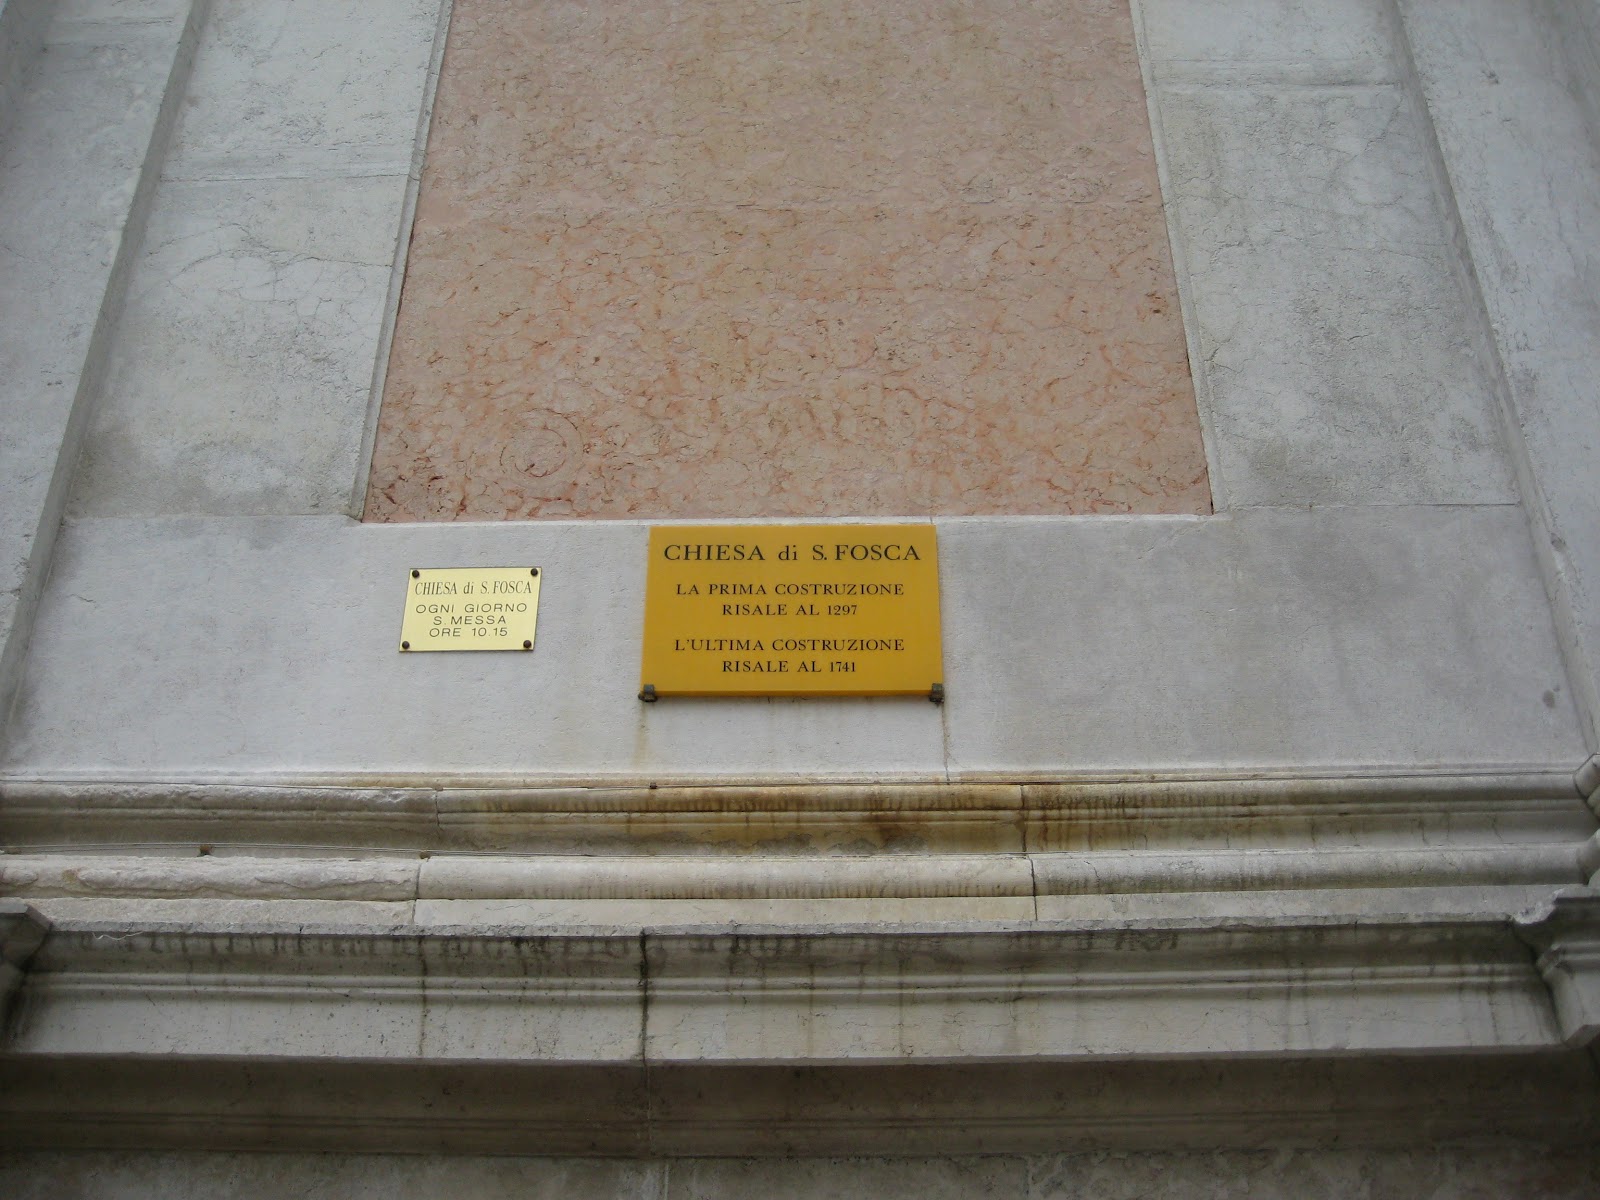 CHIESA di S. FOSCA
OGNI GIORNO
S. MESSA
ORE 10.15
CHIESA di S. FOSCA
LA PRIMA COSTRUZIONE
RISALE AL 1297
L'ULTIMA COSTRUZIONE
RISALE AL 1741